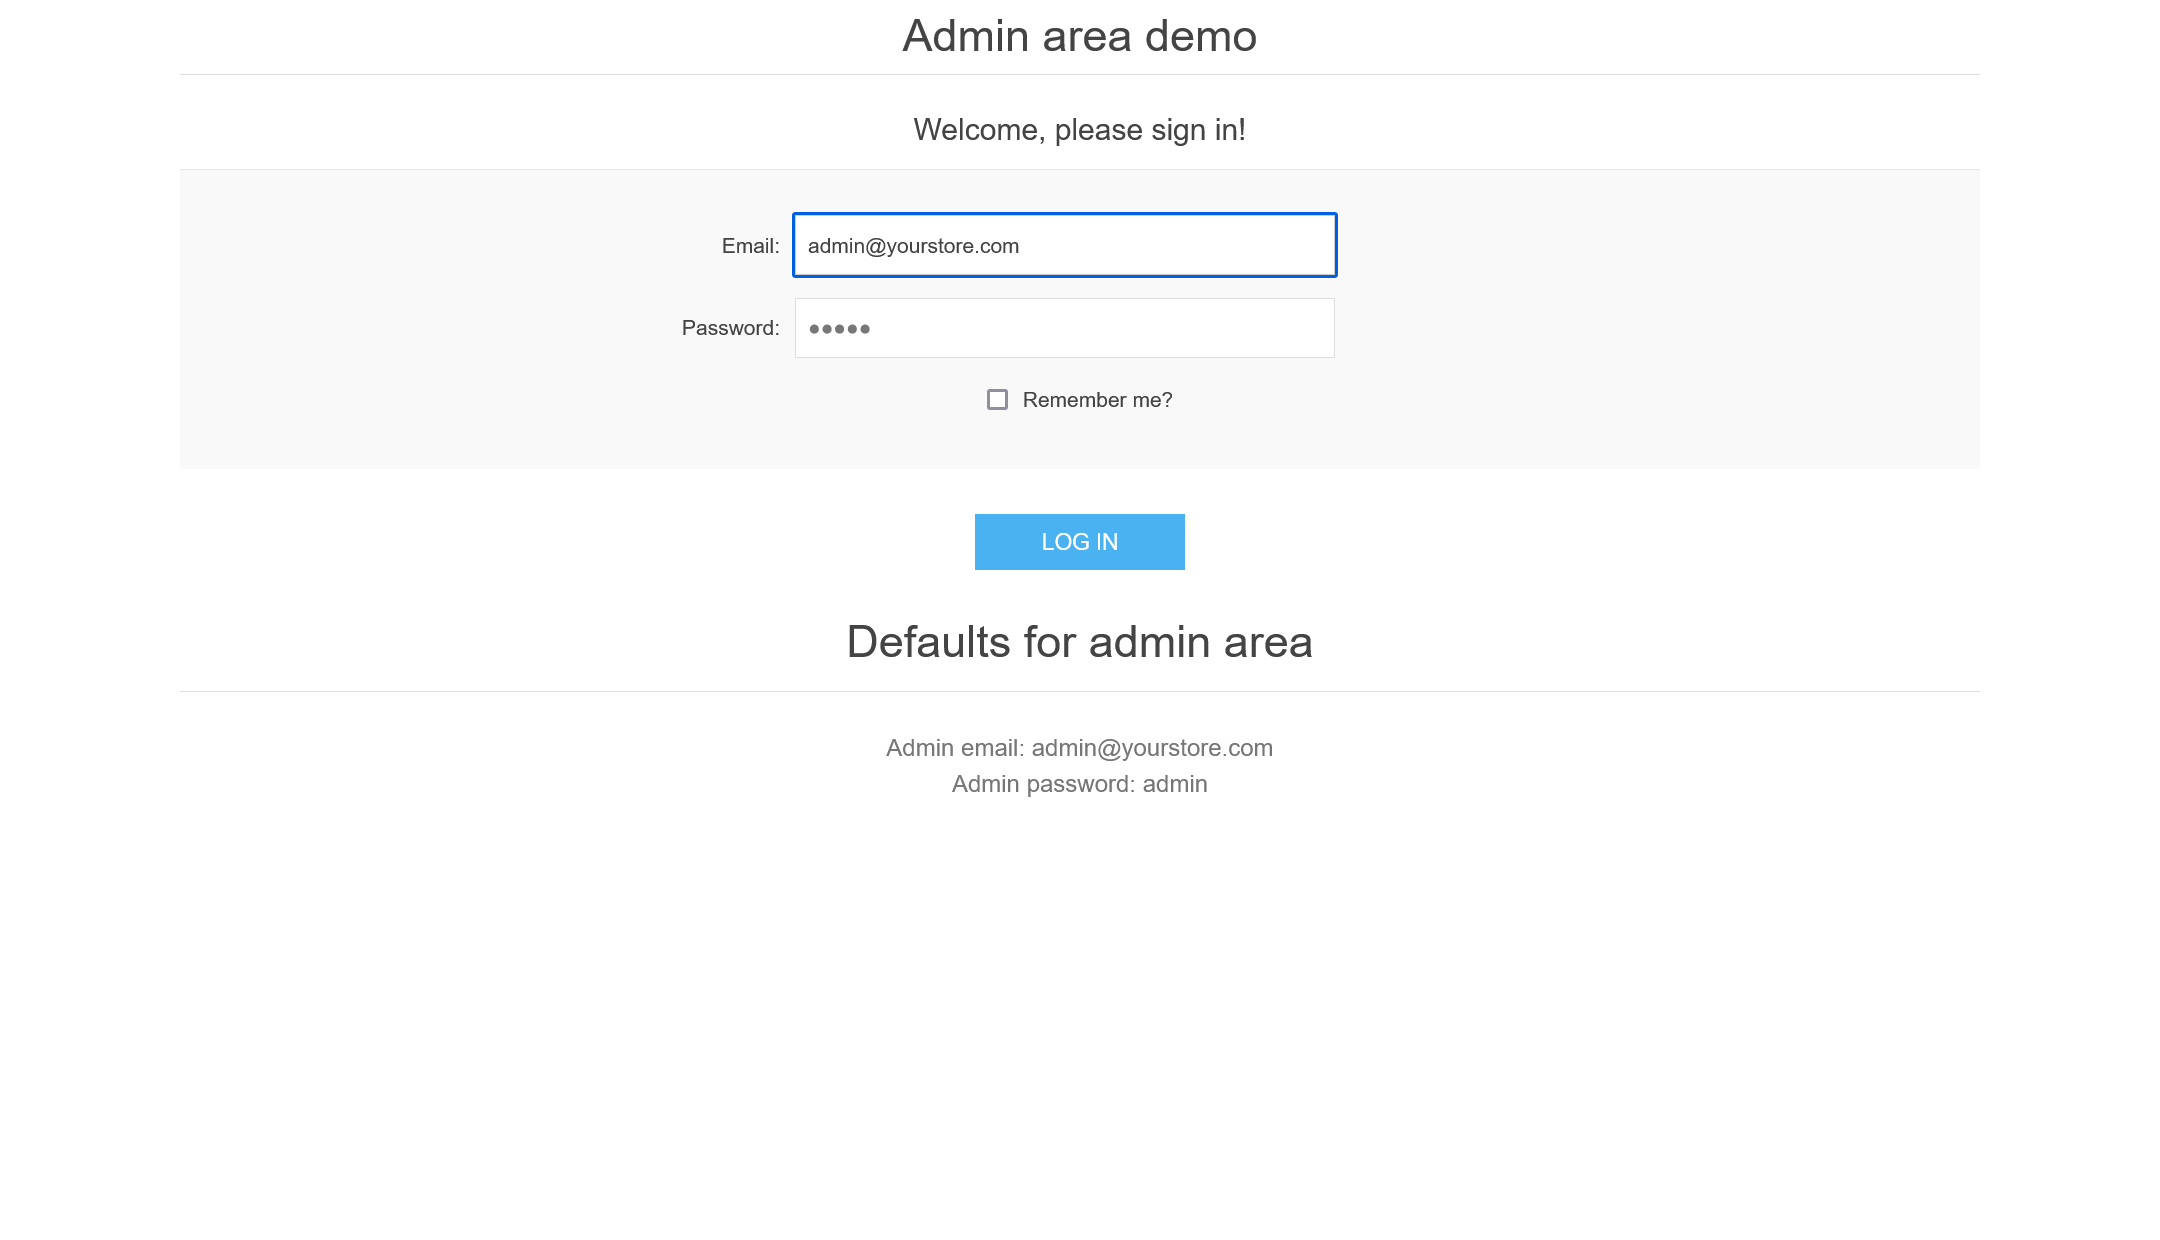 Admin area demo
Welcome, please sign in!
Email: admin@yourstore.com
Password: •••••
Remember me?
LOG IN
Defaults for admin area
Admin email: admin@yourstore.com
Admin password: admin